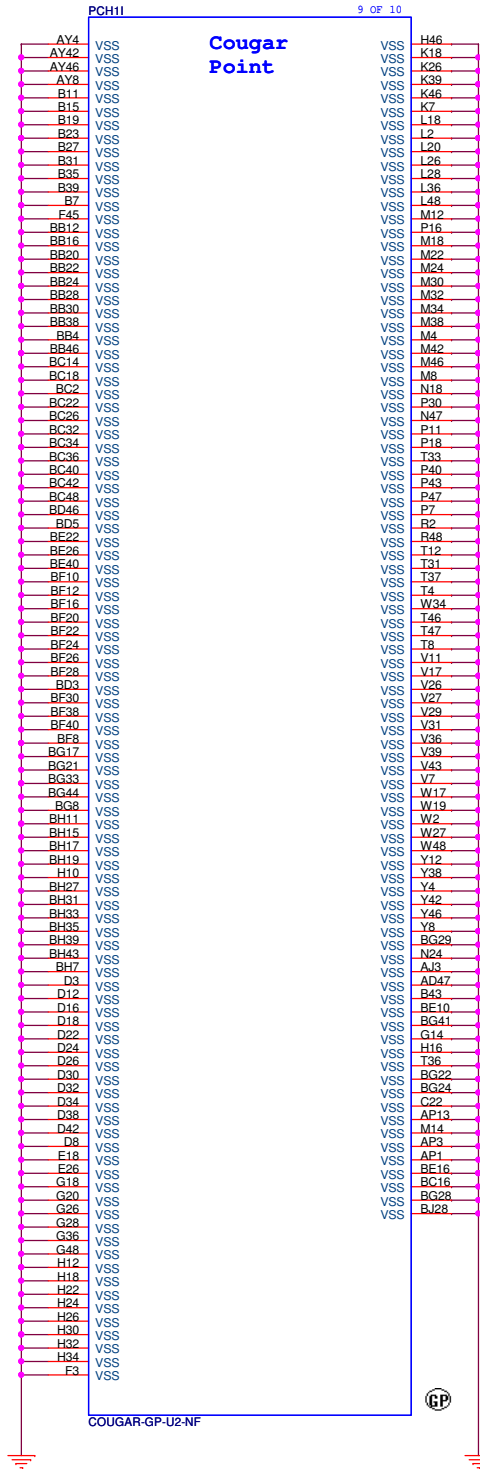 PCH1I 9 OF 10
Cougar
Point
AY4 VSS VSS H46
AY42 VSS VSS K18
AY46 VSS VSS K26
AY8 VSS VSS K39
B11 VSS VSS K46
B15 VSS VSS K7
B19 VSS VSS L18
B23 VSS VSS L2
B27 VSS VSS L20
B31 VSS VSS L26
B35 VSS VSS L28
B39 VSS VSS L36
B7 VSS VSS L48
F45 VSS VSS M12
BB12 VSS VSS P16
BB16 VSS VSS M18
BB20 VSS VSS M22
BB22 VSS VSS M24
BB24 VSS VSS M30
BB28 VSS VSS M32
BB30 VSS VSS M34
BB38 VSS VSS M38
BB4 VSS VSS M4
BB46 VSS VSS M42
BC14 VSS VSS M46
BC18 VSS VSS M8
BC2 VSS VSS N18
BC22 VSS VSS P30
BC26 VSS VSS N47
BC32 VSS VSS P11
BC34 VSS VSS P18
BC36 VSS VSS T33
BC40 VSS VSS P40
BC42 VSS VSS P43
BC48 VSS VSS P47
BD46 VSS VSS P7
BD5 VSS VSS R2
BE22 VSS VSS R48
BE26 VSS VSS T12
BE40 VSS VSS T31
BF10 VSS VSS T37
BF12 VSS VSS T4
BF16 VSS VSS W34
BF20 VSS VSS T46
BF22 VSS VSS T47
BF24 VSS VSS T8
BF26 VSS VSS V11
BF28 VSS VSS V17
BD3 VSS VSS V26
BF30 VSS VSS V27
BF38 VSS VSS V29
BF40 VSS VSS V31
BF8 VSS VSS V36
BG17 VSS VSS V39
BG21 VSS VSS V43
BG33 VSS VSS V7
BG44 VSS VSS W17
BG8 VSS VSS W19
BH11 VSS VSS W2
BH15 VSS VSS W27
BH17 VSS VSS W48
BH19 VSS VSS Y12
H10 VSS VSS Y38
BH27 VSS VSS Y4
BH31 VSS VSS Y42
BH33 VSS VSS Y46
BH35 VSS VSS Y8
BH39 VSS VSS BG29
BH43 VSS VSS N24
BH7 VSS VSS AJ3
D3 VSS VSS AD47
D12 VSS VSS B43
D16 VSS VSS BE10
D18 VSS VSS BG41
D22 VSS VSS G14
D24 VSS VSS H16
D26 VSS VSS T36
D30 VSS VSS BG22
D32 VSS VSS BG24
D34 VSS VSS C22
D38 VSS VSS AP13
D42 VSS VSS M14
D8 VSS VSS AP3
E18 VSS VSS AP1
E26 VSS VSS BE16
G18 VSS VSS BC16
G20 VSS VSS BG28
G26 VSS VSS BJ28
G28 VSS
G36 VSS
G48 VSS
H12 VSS
H18 VSS
H22 VSS
H24 VSS
H26 VSS
H30 VSS
H32 VSS
H34 VSS
F3 VSS
GP
COUGAR-GP-U2-NF